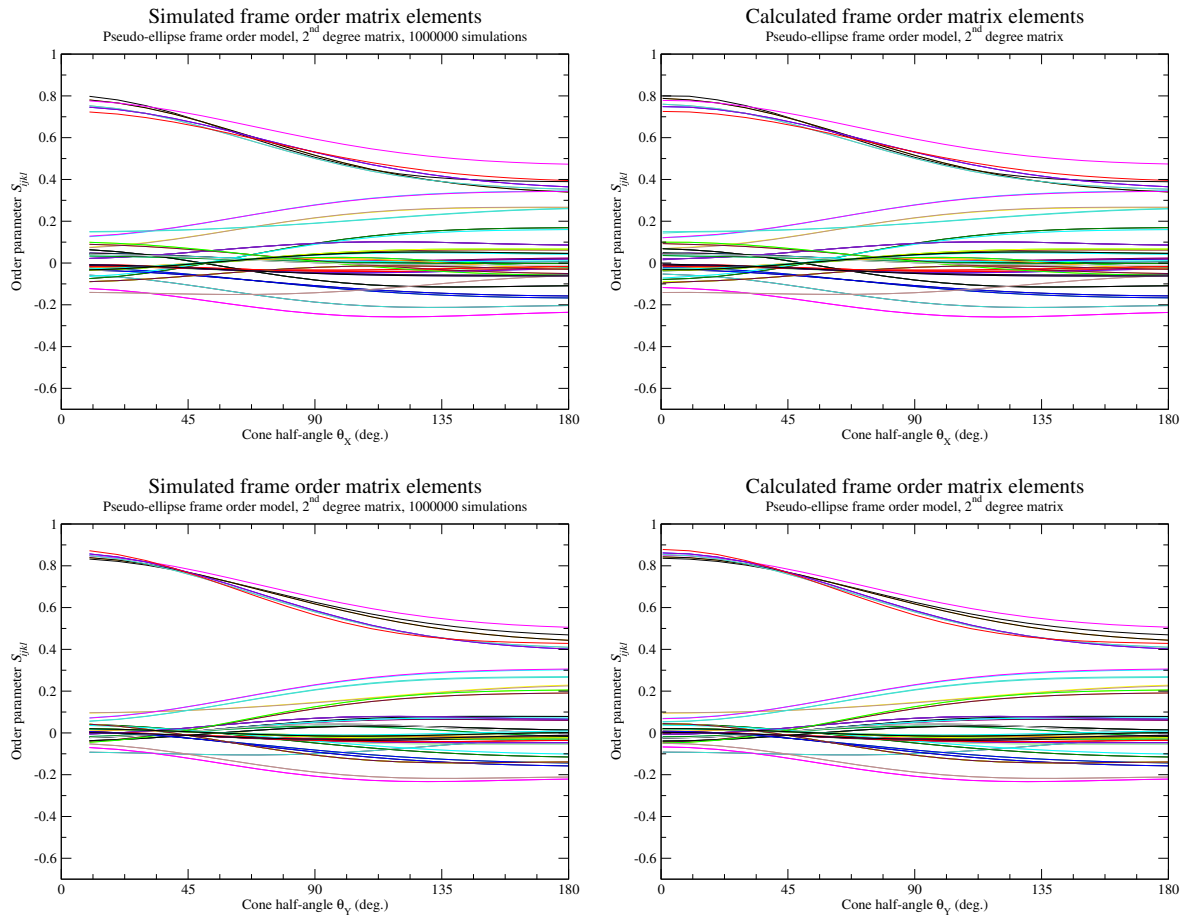 Simulated frame order matrix elements
Pseudo-ellipse frame order model, 2nd degree matrix, 1000000 simulations
1
0.8
0.6
0.4
0.2
0
-0.2
-0.4
-0.6
Order parameter Sijkl
0 45 90 135 180
Cone half-angle θX (deg.)
Calculated frame order matrix elements
Pseudo-ellipse frame order model, 2nd degree matrix
1
0.8
0.6
0.4
0.2
0
-0.2
-0.4
-0.6
Order parameter Sijkl
0 45 90 135 180
Cone half-angle θX (deg.)
Simulated frame order matrix elements
Pseudo-ellipse frame order model, 2nd degree matrix, 1000000 simulations
1
0.8
0.6
0.4
0.2
0
-0.2
-0.4
-0.6
Order parameter Sijkl
0 45 90 135 180
Cone half-angle θY (deg.)
Calculated frame order matrix elements
Pseudo-ellipse frame order model, 2nd degree matrix
1
0.8
0.6
0.4
0.2
0
-0.2
-0.4
-0.6
Order parameter Sijkl
0 45 90 135 180
Cone half-angle θY (deg.)